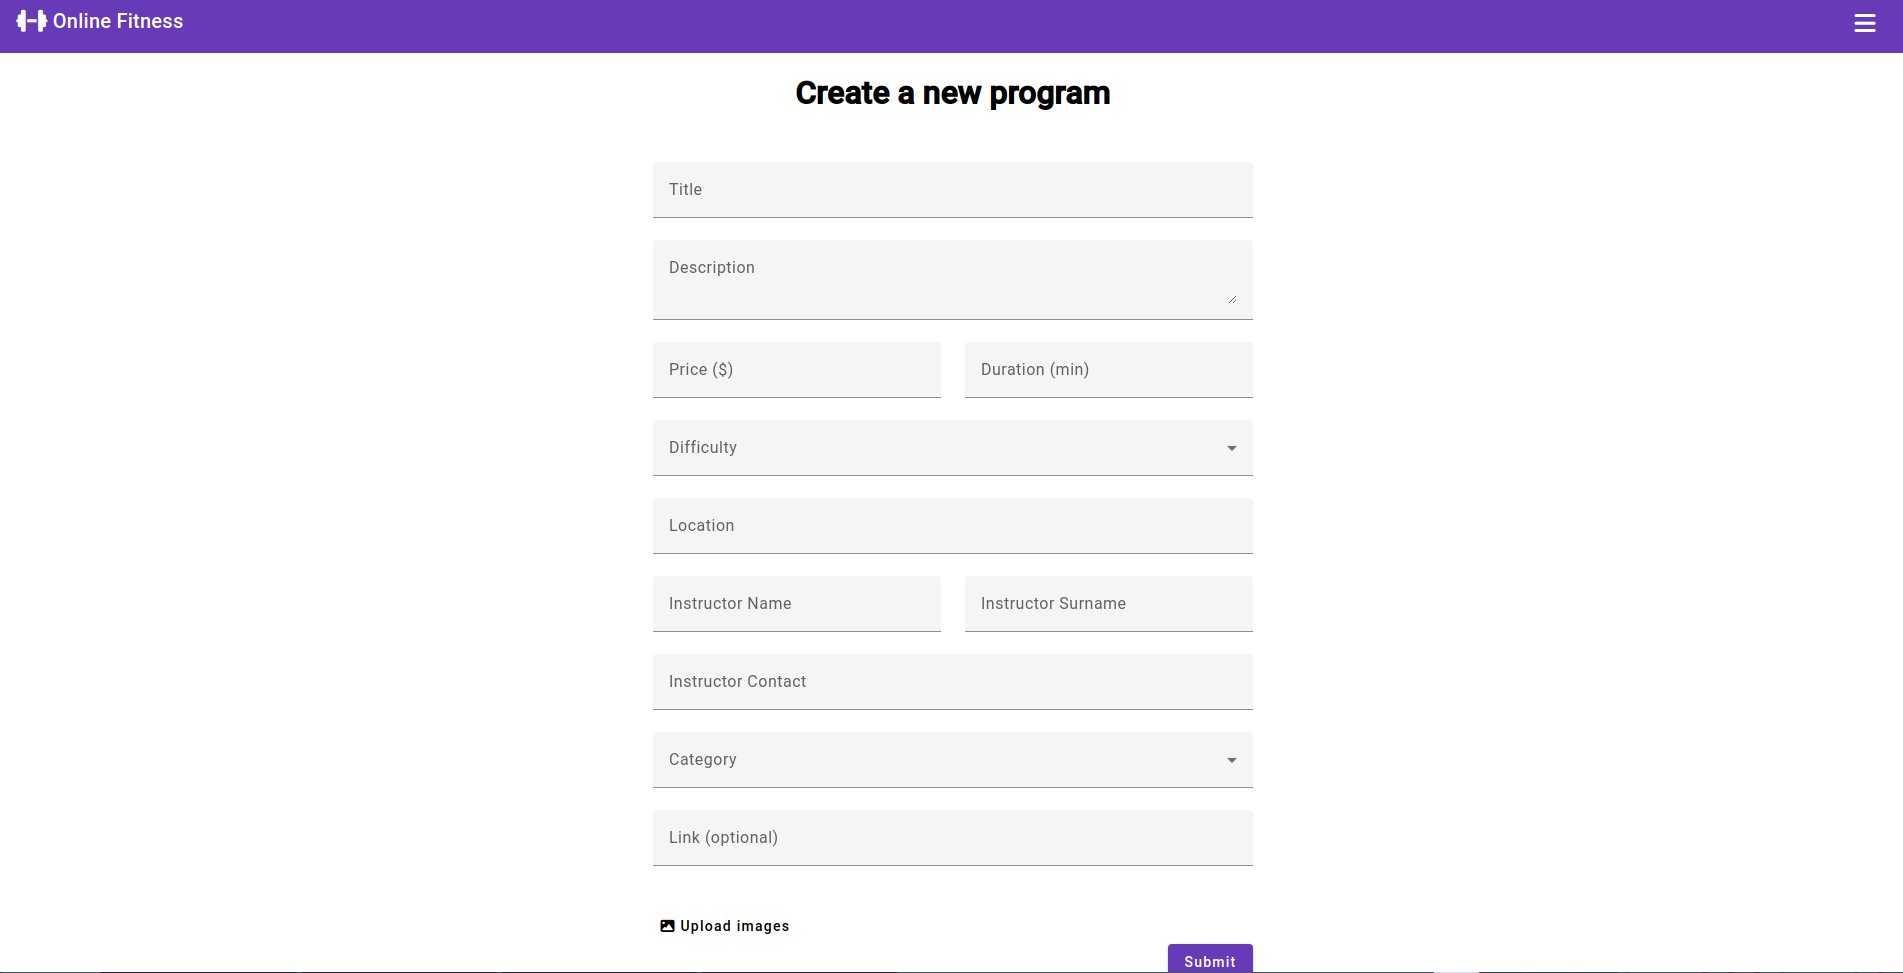 Online Fitness
Create a new program
Title
Description
Price ($)
Duration (min)
Difficulty
Location
Instructor Name
Instructor Surname
Instructor Contact
Category
Link (optional)
Upload images
Submit